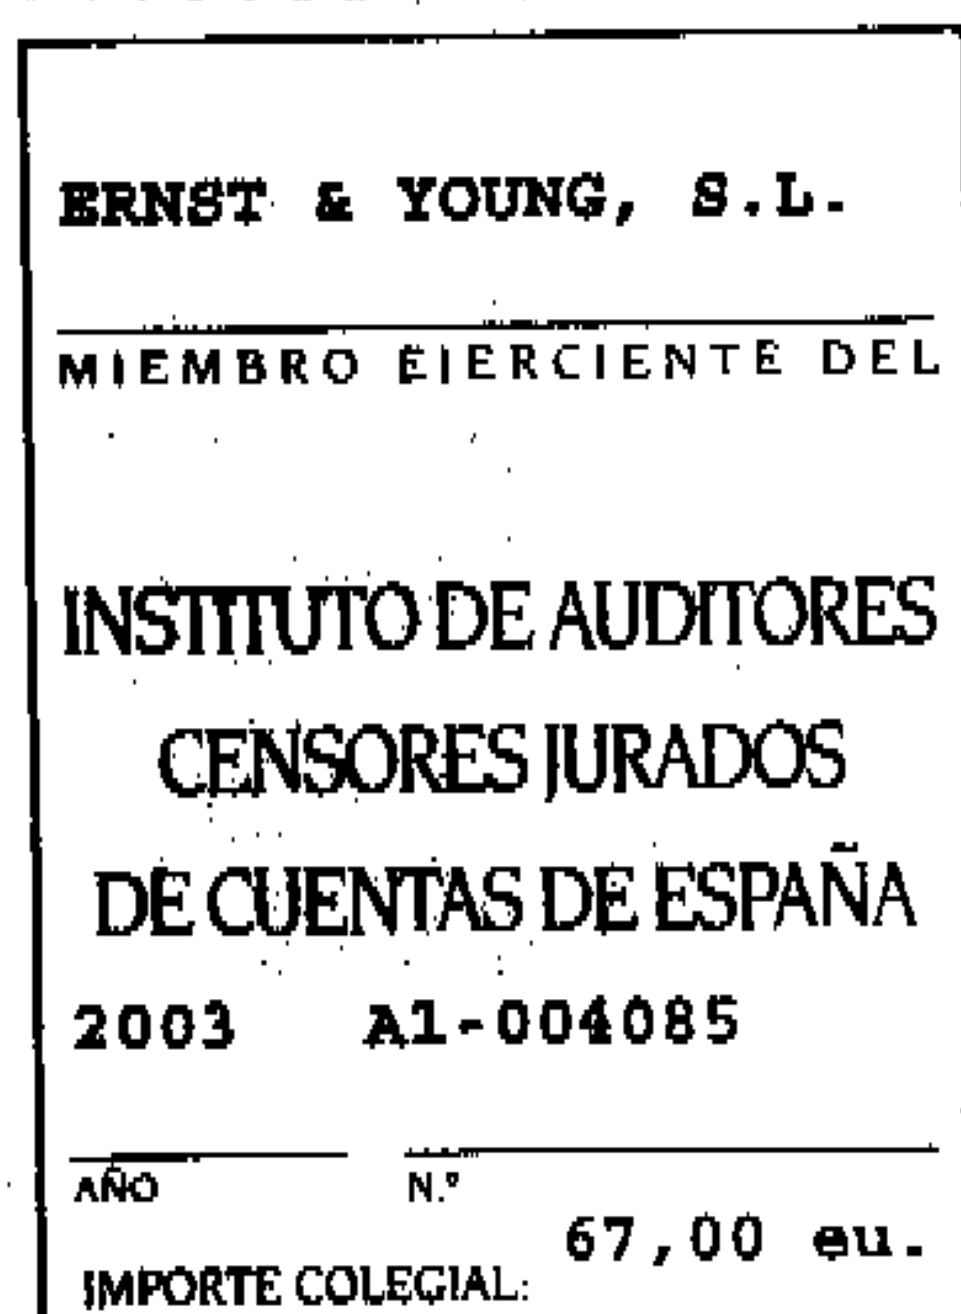 ERNST & YOUNG, S.L.
MIEMBRO EJERCIENTE DEL
INSTITUTO DE AUDITORES
CENSORES JURADOS
DE CUENTAS DE ESPAÑA
2003 A1-004085
AÑO N.º
67,00 eu.
IMPORTE COLEGIAL: